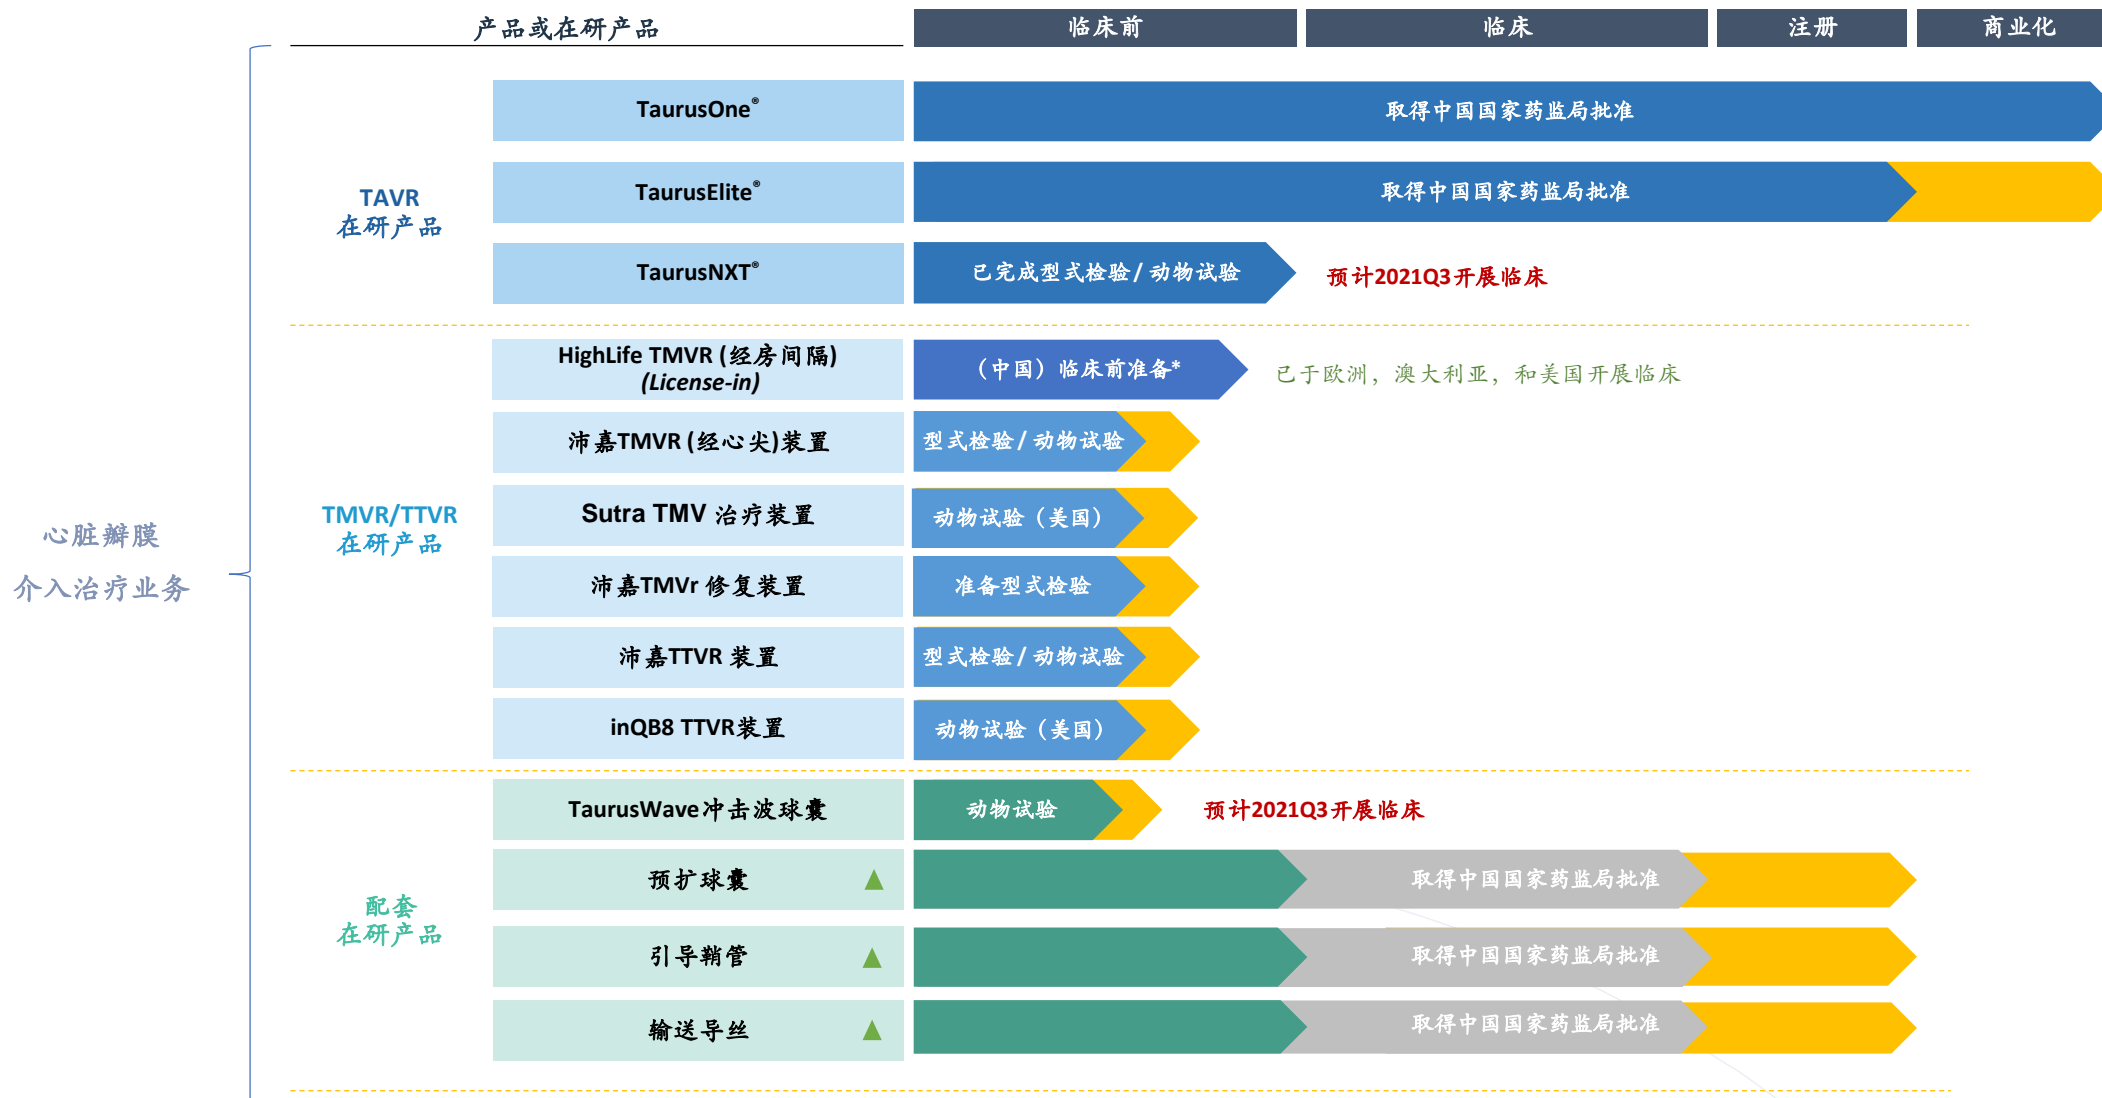 产品或在研产品
临床前
临床
注册
商业化
心脏瓣膜
介入治疗业务
TAVR
在研产品
TaurusOne®
取得中国国家药监局批准
TaurusElite®
取得中国国家药监局批准
TaurusNXT®
已完成型式检验/动物试验
预计2021Q3开展临床
TMVR/TTVR
在研产品
HighLife TMVR (经房间隔)
(License-in)
（中国）临床前准备*
已于欧洲，澳大利亚，和美国开展临床
沛嘉TMVR (经心尖)装置
型式检验/动物试验
Sutra TMV 治疗装置
动物试验（美国）
沛嘉TMVr 修复装置
准备型式检验
沛嘉TTVR 装置
型式检验/动物试验
inQB8 TTVR装置
动物试验（美国）
配套
在研产品
TaurusWave冲击波球囊
动物试验
预计2021Q3开展临床
预扩球囊
取得中国国家药监局批准
引导鞘管
取得中国国家药监局批准
输送导丝
取得中国国家药监局批准